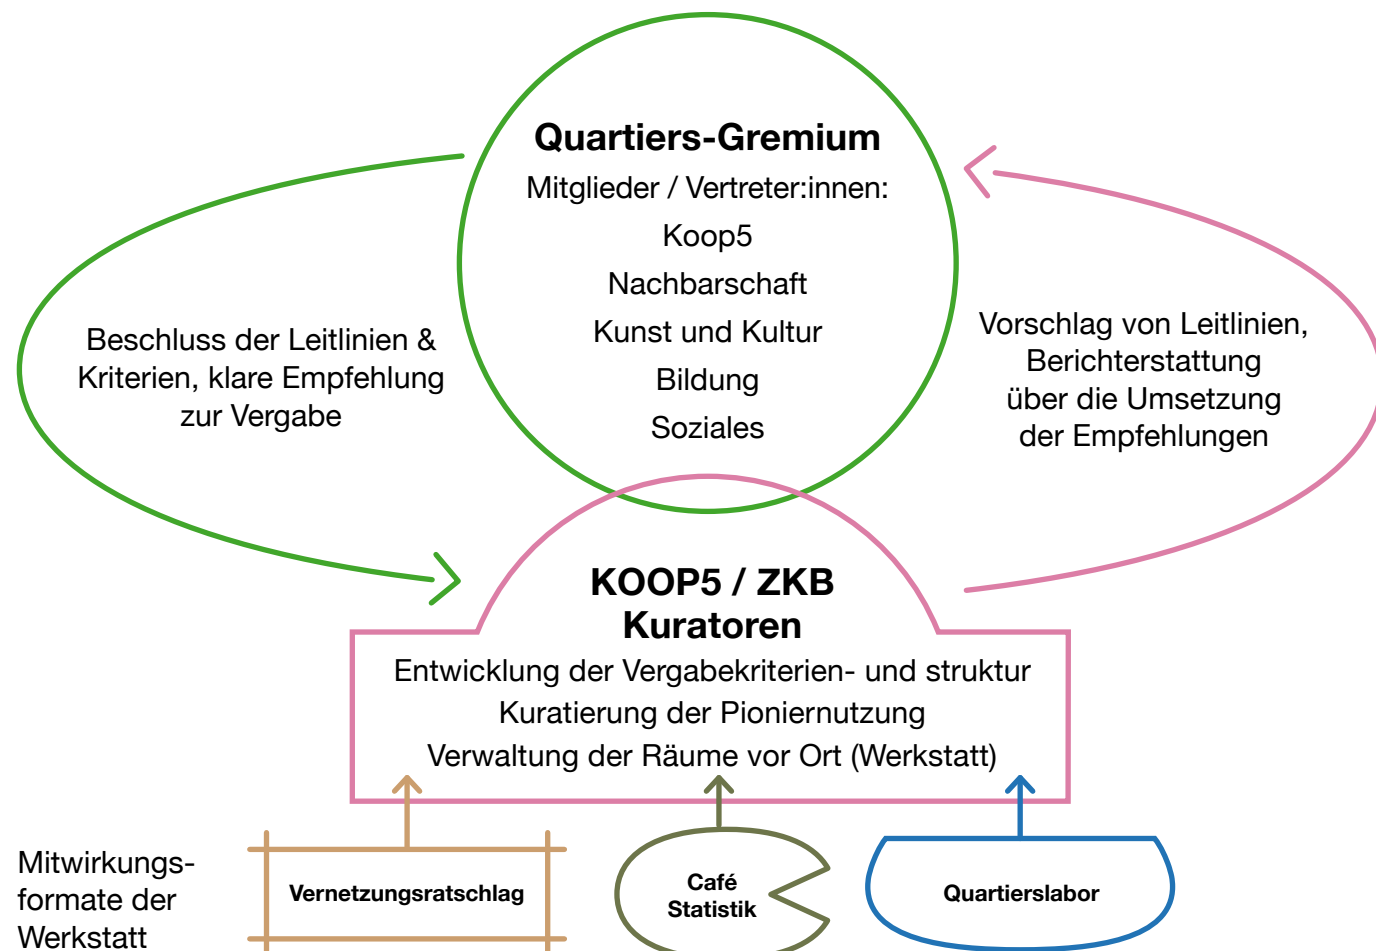 Quartiers-Gremium
Mitglieder / Vertreter:innen:
Koop5
Nachbarschaft
Kunst und Kultur
Bildung
Soziales
Beschluss der Leitlinien &
Kriterien, klare Empfehlung
zur Vergabe
Vorschlag von Leitlinien,
Berichterstattung
über die Umsetzung
der Empfehlungen
KOOP5 / ZKB
Kuratoren
Entwicklung der Vergabekriterien- und struktur
Kuratierung der Pioniernutzung
Verwaltung der Räume vor Ort (Werkstatt)
Mitwirkungs-
formate der
Werkstatt
Vernetzungsratschlag
Café
Statistik
Quartierslabor